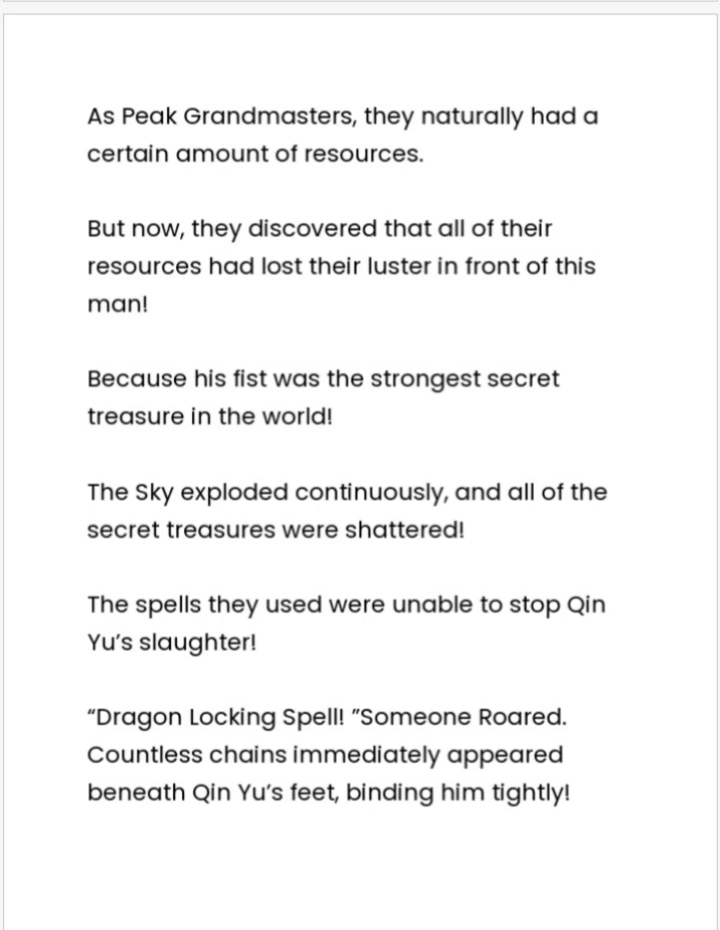 As Peak Grandmasters, they naturally had a
certain amount of resources.
But now, they discovered that all of their
resources had lost their luster in front of this
man!
Because his fist was the strongest secret
treasure in the world!
The Sky exploded continuously, and all of the
secret treasures were shattered!
The spells they used were unable to stop Qin
Yu’s slaughter!
“Dragon Locking Spell! ”Someone Roared.
Countless chains immediately appeared
beneath Qin Yu’s feet, binding him tightly!